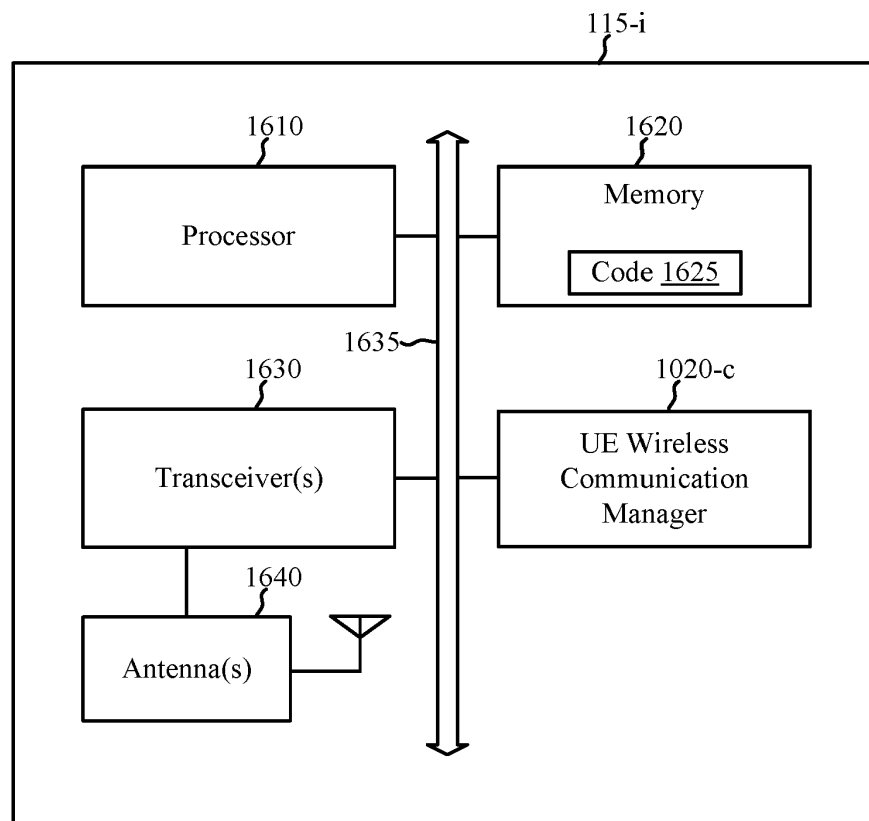 115-i
1610
1620
Processor
Memory
Code 1625
1635
1630
1020-c
Transceiver(s)
UE Wireless
Communication
Manager
1640
Antenna(s)